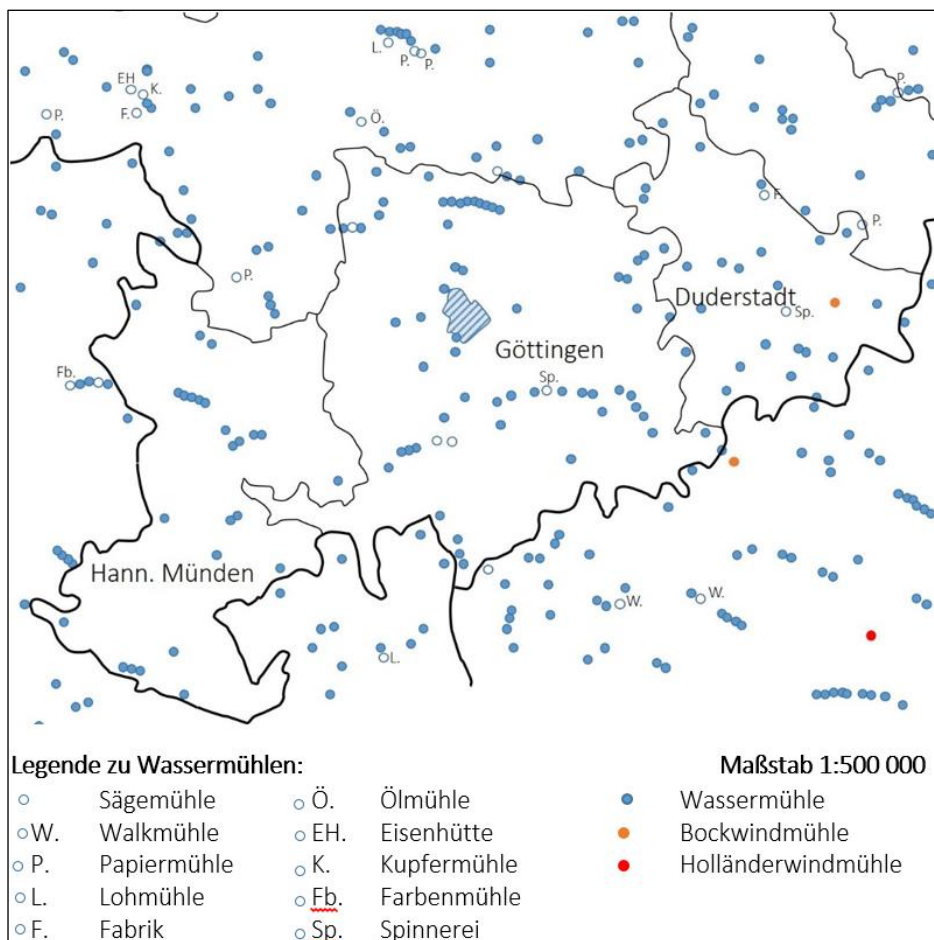 L.
P.
P.
EH
K.
P.
P.
F.
Ö.
F.
P.
P.
Duderstadt
Sp.
Göttingen
Fb.
Sp.
Hann. Münden
W.
W.
L.
Legende zu Wassermühlen:
Maßstab 1:500 000
Sägemühle
Ö.
Ölmühle
Wassermühle
W.
Walkmühle
EH.
Eisenhütte
Bockwindmühle
P.
Papiermühle
K.
Kupfermühle
Holländerwindmühle
L.
Lohmühle
Fb.
Farbenmühle
F.
Fabrik
Sp.
Spinnerei